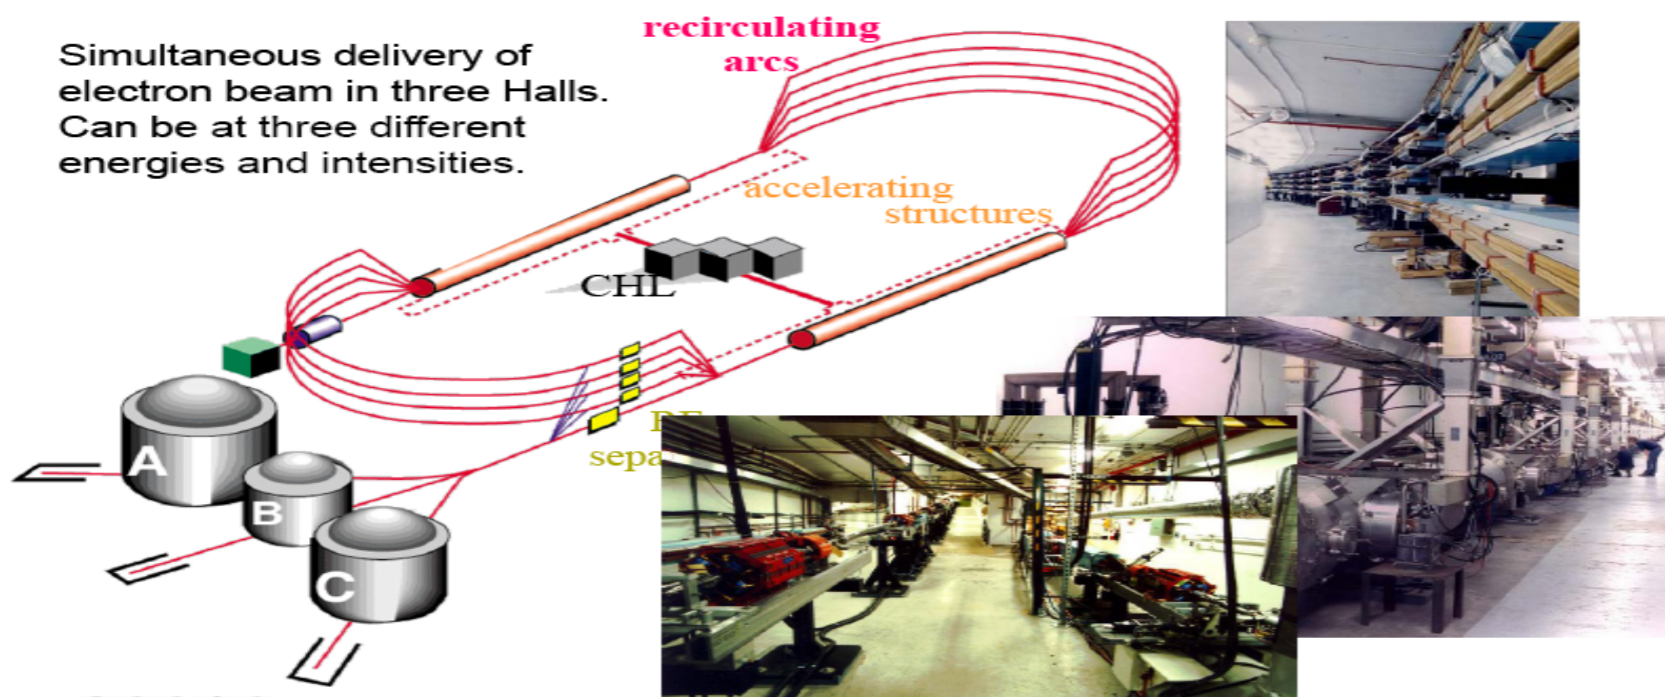 Simultaneous delivery of
electron beam in three Halls.
Can be at three different
energies and intensities.
recirculating
arcs
accelerating
structures
CHL
A
B
C